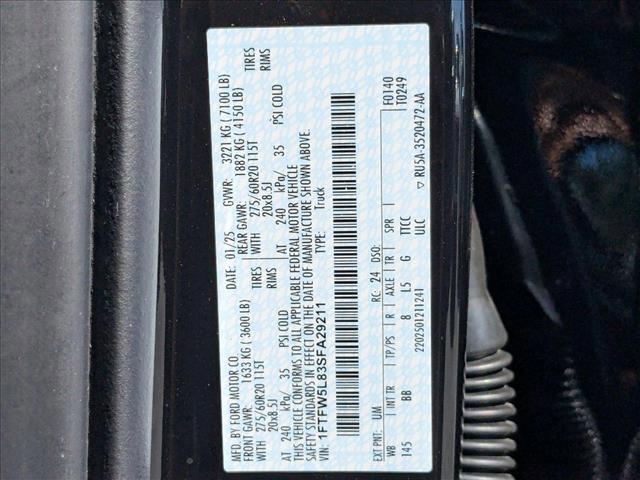 MFD. BY FORD MOTOR CO.
DATE: 01/25 GVWR: 3221 KG ( 7100 LB)
FRONT GAWR: 1633 KG ( 3600 LB) REAR GAWR: 1882 KG ( 4150 LB)
WITH 275/60R20 115T TIRES WITH 275/60R20 115T TIRES
20x8.5J RIMS 20x8.5J RIMS
AT 240 kPa/ 35 PSI COLD AT 240 kPa/ 35 PSI COLD
THIS VEHICLE CONFORMS TO ALL APPLICABLE FEDERAL MOTOR VEHICLE
SAFETY STANDARDS IN EFFECT ON THE DATE OF MANUFACTURE SHOWN ABOVE.
VIN: 1FTFW5L83SFA29211 TYPE: Truck
F0140
T0249
EXT PNT: UM RC: 24 DSO:
WB INT TR TP/PS R AXLE TR SPR
145 BB 8 L5 G TTCC
ULC
2202501211241 ▽ RU5A-3520472-AA